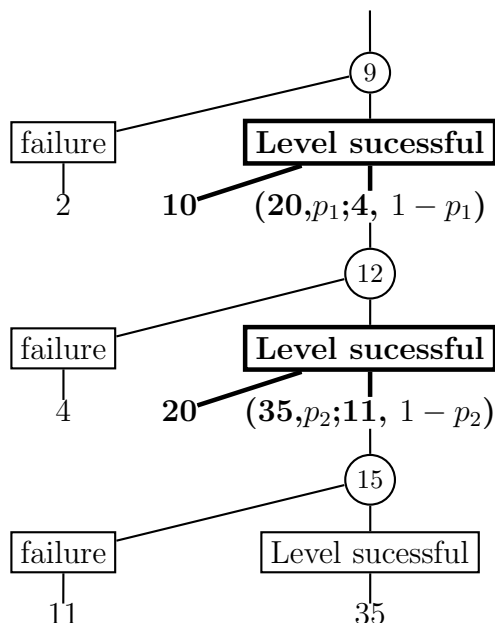 9
failure Level sucessful
2 10 (20,p₁;4, 1 − p₁)
12
failure Level sucessful
4 20 (35,p₂;11, 1 − p₂)
15
failure Level sucessful
11 35